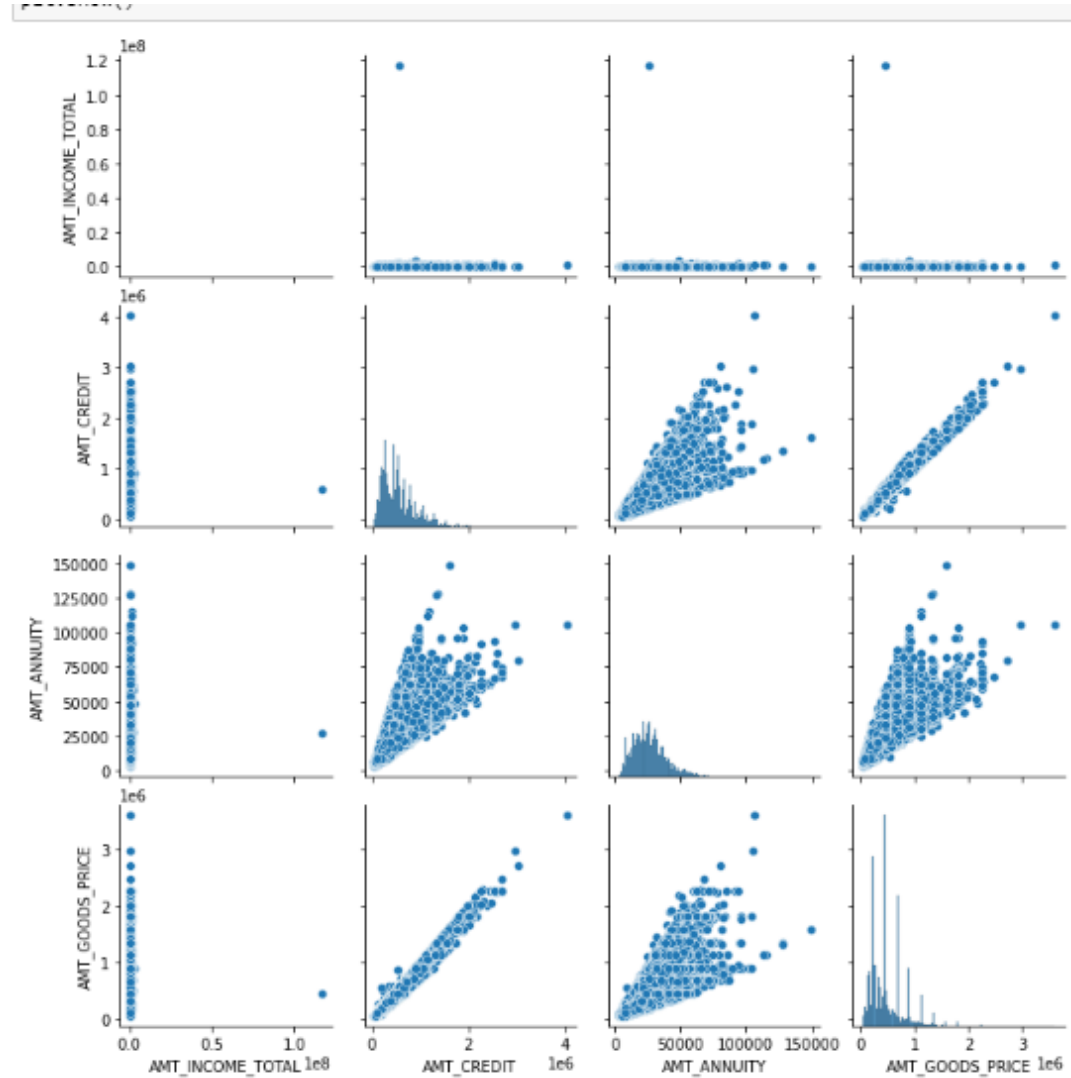 1e8
1.2
1.0
0.8
0.6
0.4
0.2
0.0
AMT_INCOME_TOTAL
1e6
4
3
2
1
0
AMT_CREDIT
150000
125000
100000
75000
50000
25000
0
AMT_ANNUITY
1e6
3
2
1
0
AMT_GOODS_PRICE
0.0 0.5 1.0 0 2 4 0 50000 100000 150000 0 1 2 3
AMT_INCOME_TOTAL 1e8 AMT_CREDIT 1e6 AMT_ANNUITY AMT_GOODS_PRICE 1e6